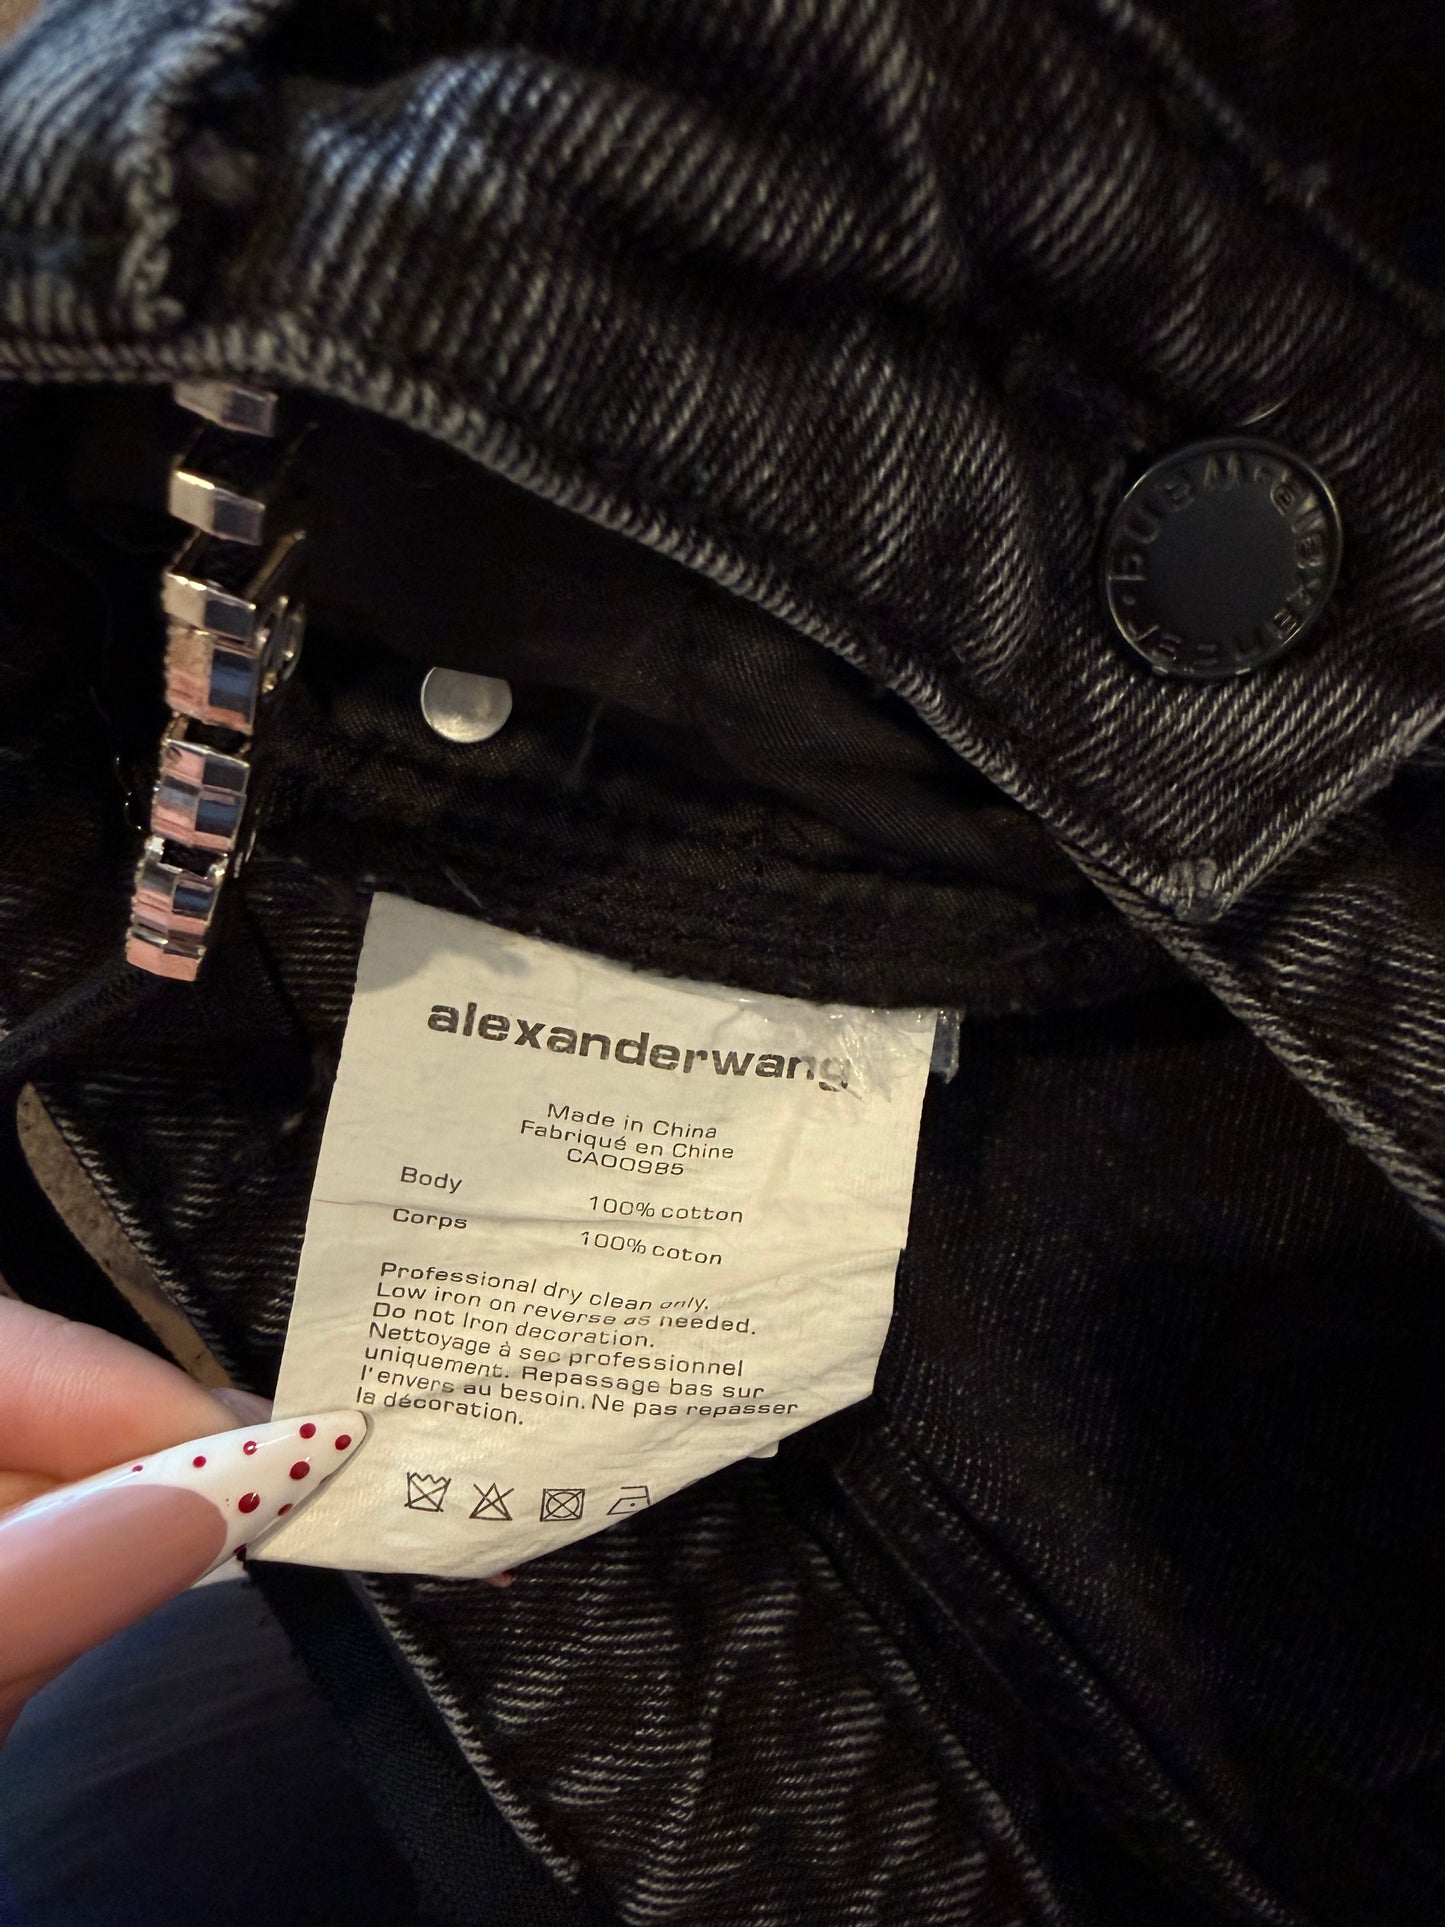 alexanderwang
alexanderwang
Made in China
Fabriqué en Chine
CA00985
Body 100% cotton
Corps 100% coton
Professional dry clean only.
Low iron on reverse as needed.
Do not Iron decoration.
Nettoyage à sec professionnel
uniquement. Repassage bas sur
l'envers au besoin. Ne pas repasser
la décoration.